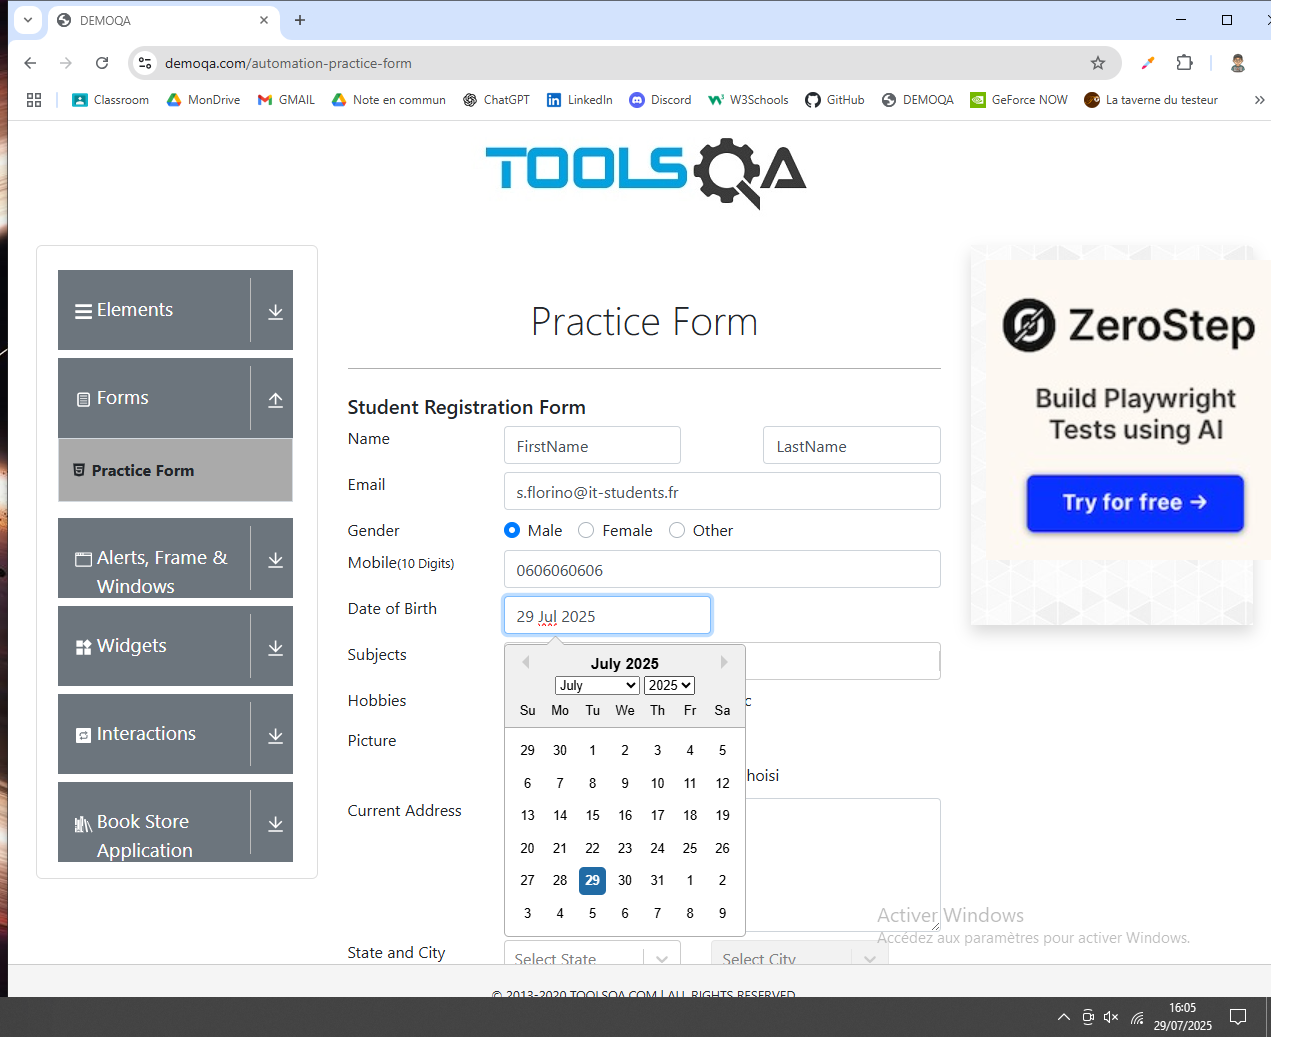 DEMOQA
demoqa.com/automation-practice-form
Classroom MonDrive GMAIL Note en commun ChatGPT LinkedIn Discord W3Schools GitHub DEMOQA GeForce NOW La taverne du testeur
TOOLSQA
Elements
Forms
Practice Form
Alerts, Frame &
Windows
Widgets
Interactions
Book Store
Application
Practice Form
Student Registration Form
Name FirstName LastName
Email s.florino@it-students.fr
Gender Male Female Other
Mobile(10 Digits) 0606060606
Date of Birth 29 Jul 2025
Subjects
Hobbies c
Picture
hoisi
Current Address
State and City Select State Select City
July 2025
July 2025
Su Mo Tu We Th Fr Sa
29 30 1 2 3 4 5
6 7 8 9 10 11 12
13 14 15 16 17 18 19
20 21 22 23 24 25 26
27 28 29 30 31 1 2
3 4 5 6 7 8 9
ZeroStep
Build Playwright
Tests using AI
Try for free →
Activer Windows
Accédez aux paramètres pour activer Windows.
© 2013-2020 TOOLSQA.COM | ALL RIGHTS RESERVED.
16:05
29/07/2025